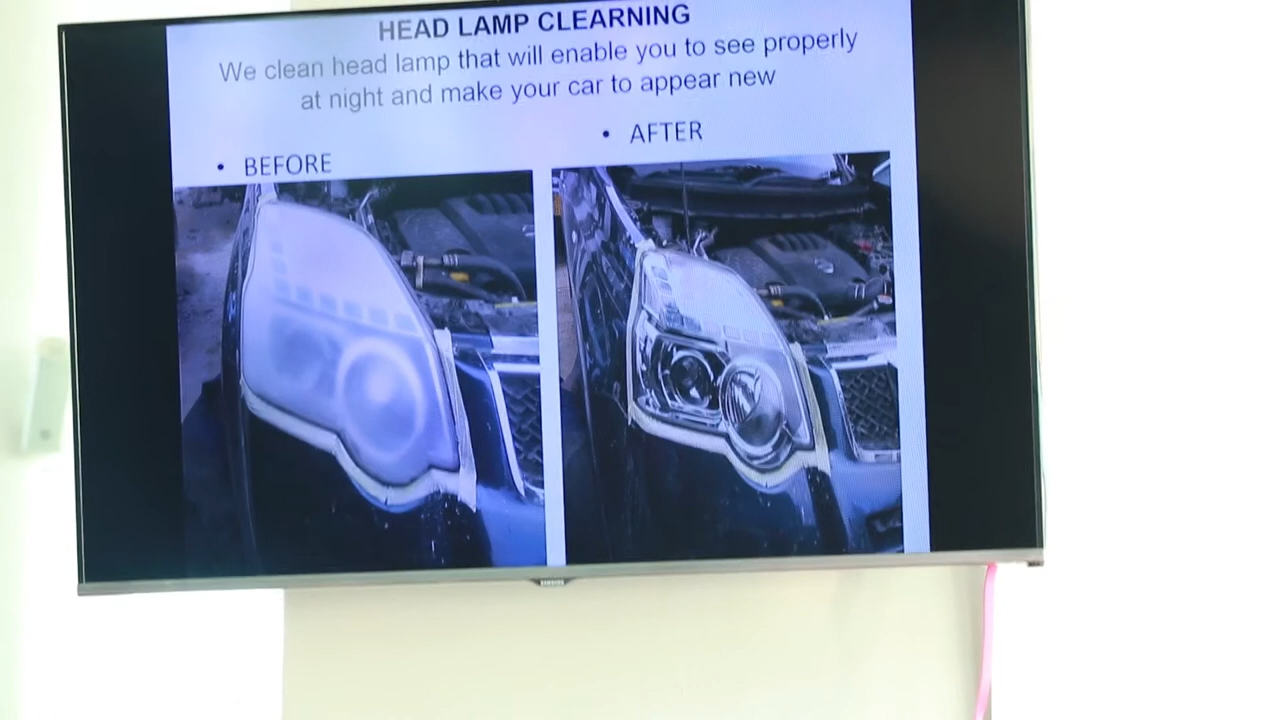 HEAD LAMP CLEARNING
We clean head lamp that will enable you to see properly
at night and make your car to appear new
• BEFORE
• AFTER
SAMSUNG